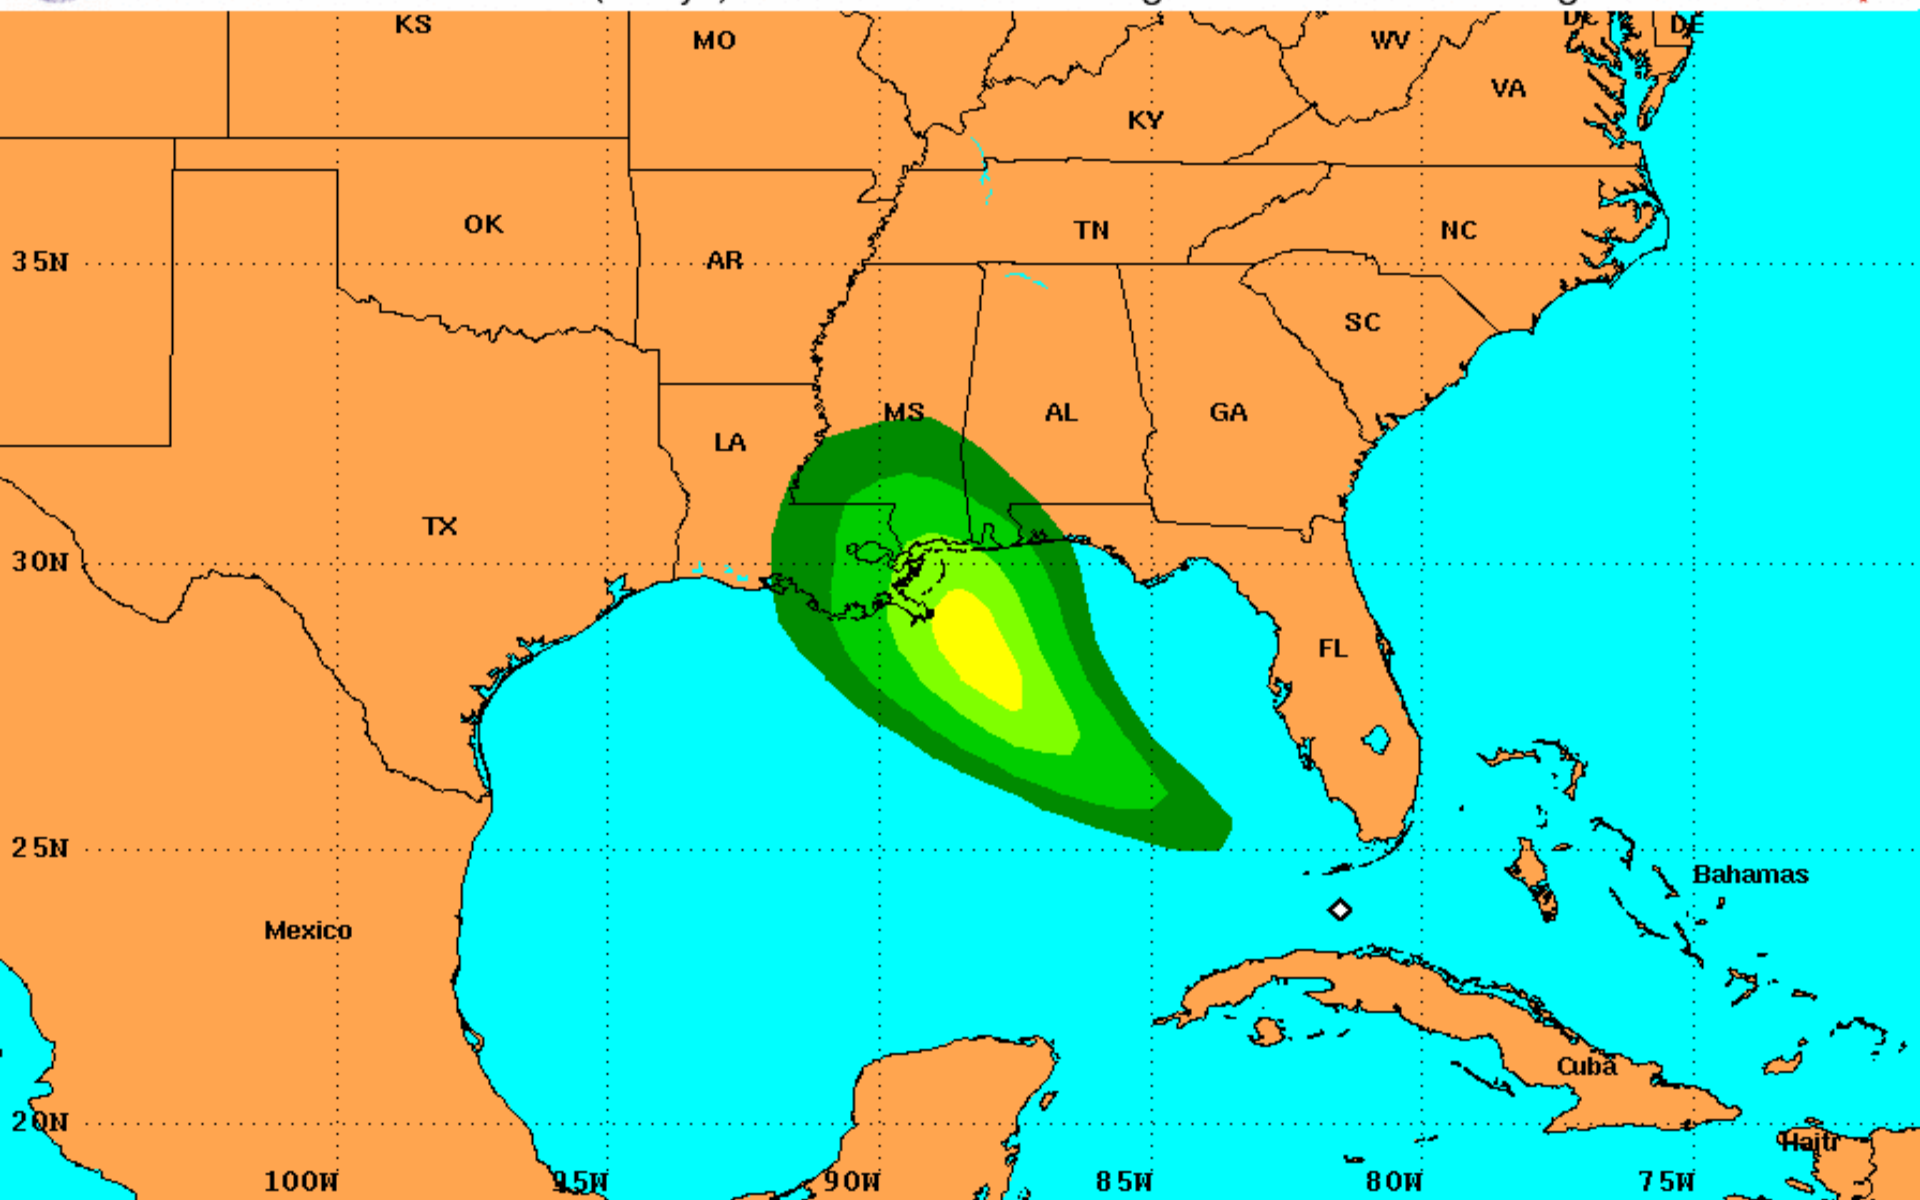 KS
MO
WV
DE
VA
KY
OK
TN
NC
AR
35N
SC
MS
AL
GA
LA
TX
30N
FL
25N
Bahamas
Mexico
Cuba
20N
Haiti
100W
95W
90W
85W
80W
75W